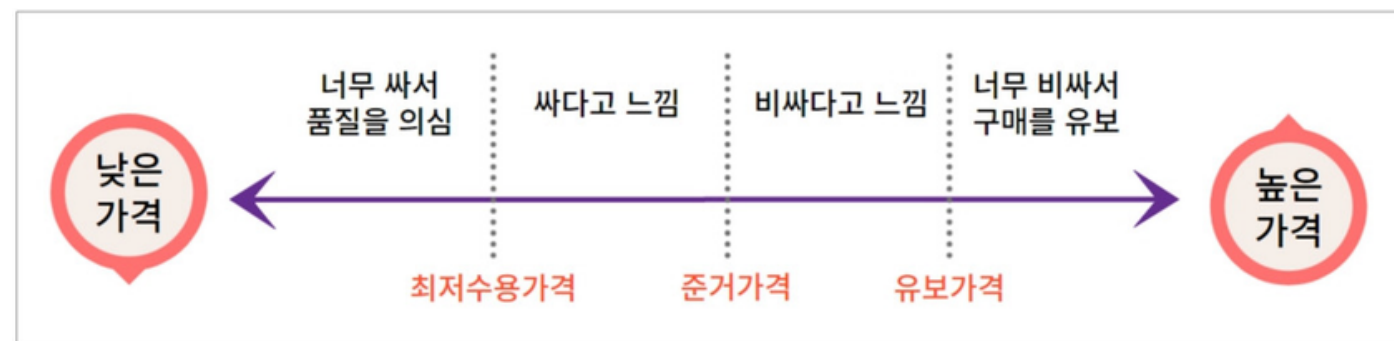 너무 싸서
품질을 의심
싸다고 느낌
비싸다고 느낌
너무 비싸서
구매를 유보
낮은
가격
높은
가격
최저수용가격
준거가격
유보가격